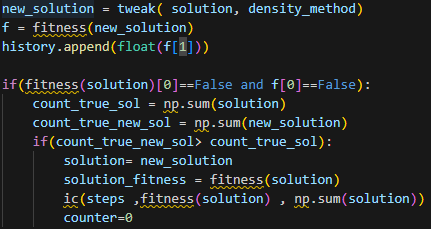 new_solution = tweak( solution, density_method)
f = fitness(new_solution)
history.append(float(f[1]))
if(fitness(solution)[0]==False and f[0]==False):
count_true_sol = np.sum(solution)
count_true_new_sol = np.sum(new_solution)
if(count_true_new_sol> count_true_sol):
solution= new_solution
solution_fitness = fitness(solution)
ic(steps ,fitness(solution) , np.sum(solution))
counter=0